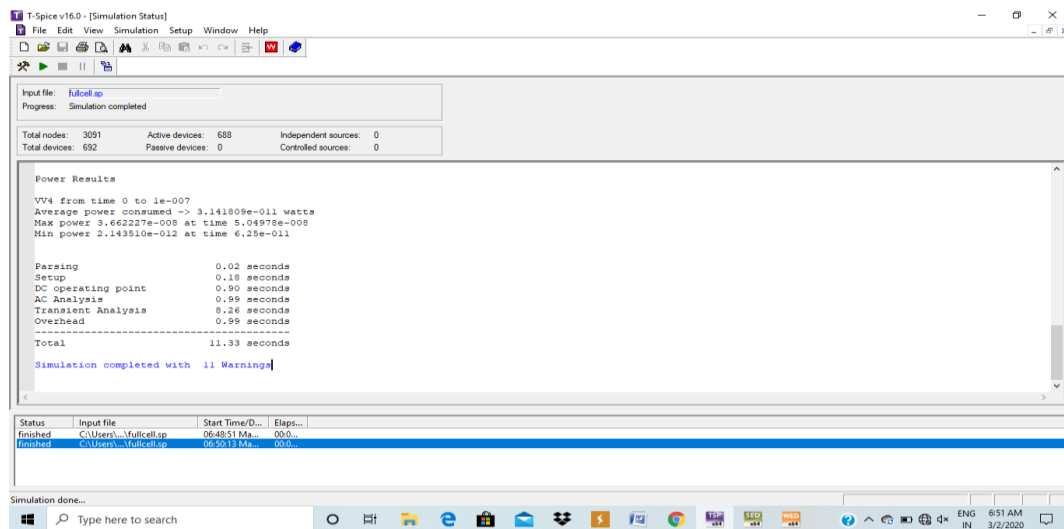 T-Spice v16.0 - [Simulation Status]
File Edit View Simulation Setup Window Help
Input file: fullcell.sp
Progress: Simulation completed
Total nodes: 3091 Active devices: 688 Independent sources: 0
Total devices: 692 Passive devices: 0 Controlled sources: 0
Power Results
VV4 from time 0 to 1e-007
Average power consumed -> 3.141809e-011 watts
Max power 3.662227e-008 at time 5.04978e-008
Min power 2.143510e-012 at time 6.25e-011
Parsing 0.02 seconds
Setup 0.18 seconds
DC operating point 0.90 seconds
AC Analysis 0.99 seconds
Transient Analysis 8.26 seconds
Overhead 0.99 seconds
-----------------------------------------
Total 11.33 seconds
Simulation completed with 11 Warnings
Status Input file Start Time/D... Elaps...
finished C:\Users\...\fullcell.sp 06:48:51 Ma... 00:0...
finished C:\Users\...\fullcell.sp 06:50:13 Ma... 00:0...
Simulation done...
Type here to search
ENG 6:51 AM
IN 3/2/2020